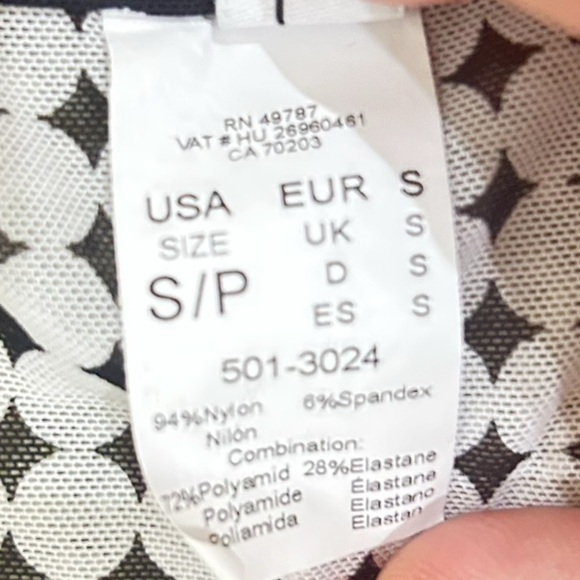 RN 49787
VAT # HU 26960461
CA 70203
USA EUR S
SIZE UK S
S/P D S
ES S
501-3024
94%Nylon 6%Spandex
Nilón
Combination:
72%Polyamid 28%Elastane
Polyamide Élastane
Poliamida Elastano
Elastan